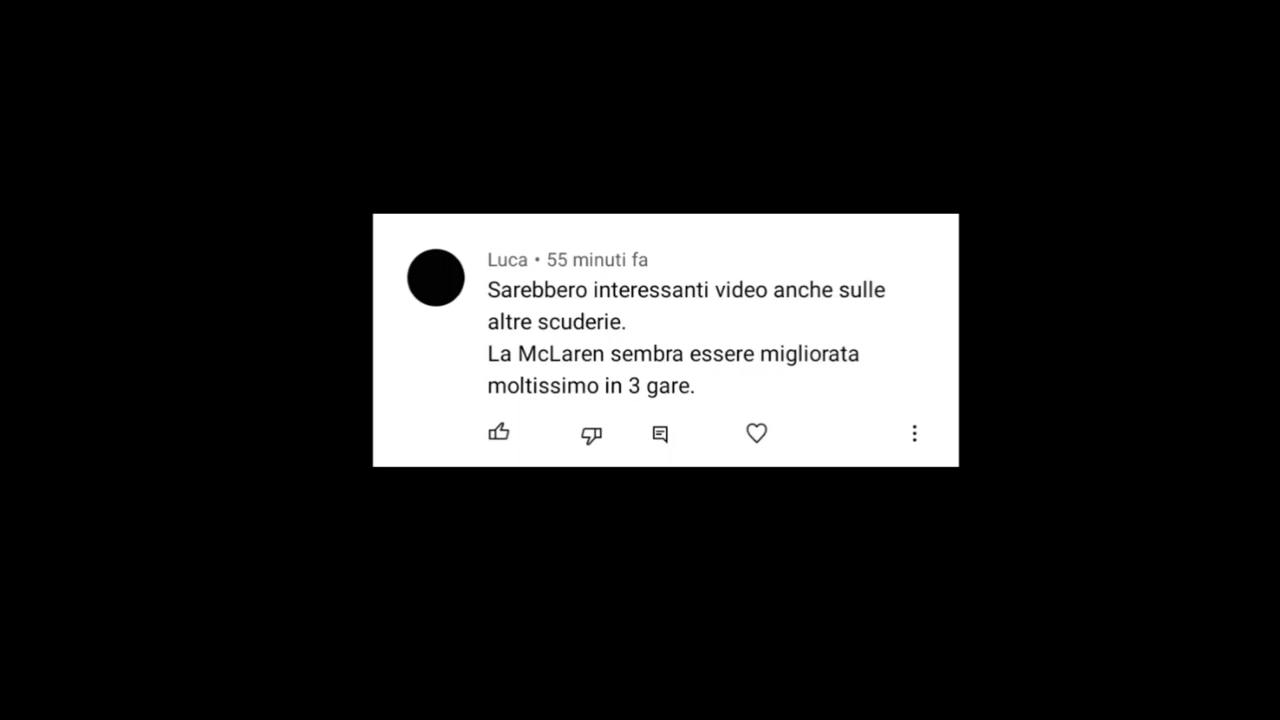 Luca • 55 minuti fa
Sarebbero interessanti video anche sulle
altre scuderie.
La McLaren sembra essere migliorata
moltissimo in 3 gare.